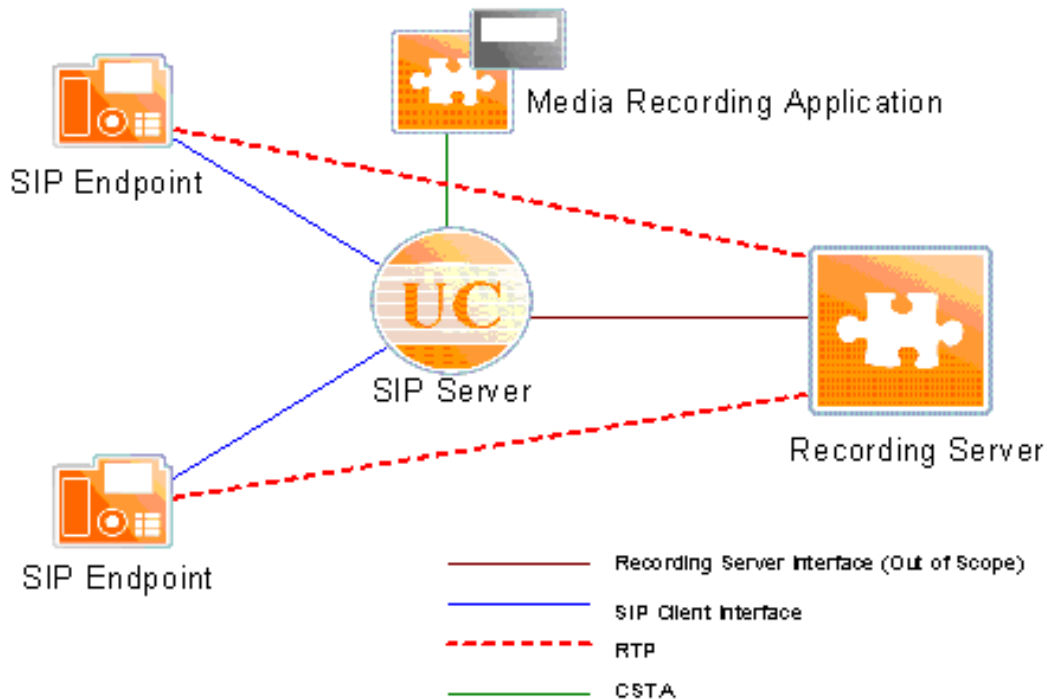 Media Recording Application
SIP Endpoint
UC
SIP Server
Recording Server
SIP Endpoint
Recording Server Interface (Out of Scope)
SIP Client Interface
RTP
CSTA